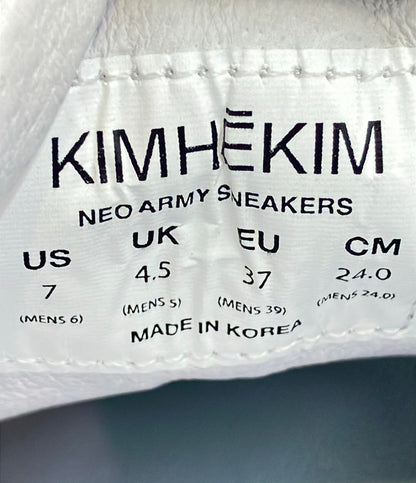 KIMHĒKIM
NEO ARMY SNEAKERS
US UK EU CM
7 4.5 37 24.0
(MENS 6) (MENS 5) (MENS 39) (MENS 24.0)
MADE IN KOREA